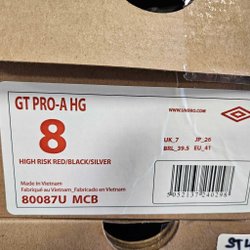 GT PRO-A HG
8
HIGH RISK RED/BLACK/SILVER
WWW.UMBRO.COM
UK_7 JP_26
BRL_39.5 EU_41
Made in Vietnam
Fabriqué au Vietnam_Fabricado en Vietnam
80087U MCB
5052137240298